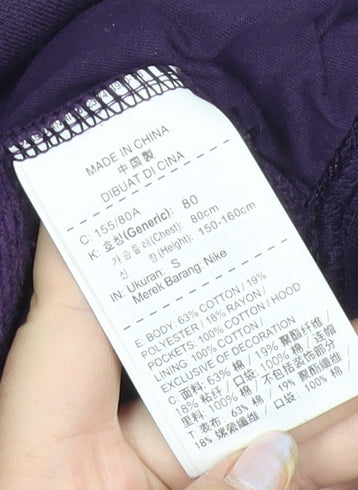 MADE IN CHINA
中国製
DIBUAT DI CINA
C: 155/80A
K: 호칭(Generic): 80
가슴둘레(Chest): 80cm
신 장(Height): 150-160cm
IN: Ukuran: S
Merek Barang: Nike
E: BODY: 63% COTTON / 19%
POLYESTER / 18% RAYON /
POCKETS: 100% COTTON / HOOD
LINING: 100% COTTON /
EXCLUSIVE OF DECORATION
C: 面料: 63% 棉 / 19% 聚酯纤维 /
18% 粘纤 / 口袋: 100% 棉 / 连帽
里料: 100% 棉 / 不包括装饰部分
T: 表布: 63% 棉 / 19% 聚酯纖維 /
18% 嫘縈纖維 / 口袋: 100% 棉 /